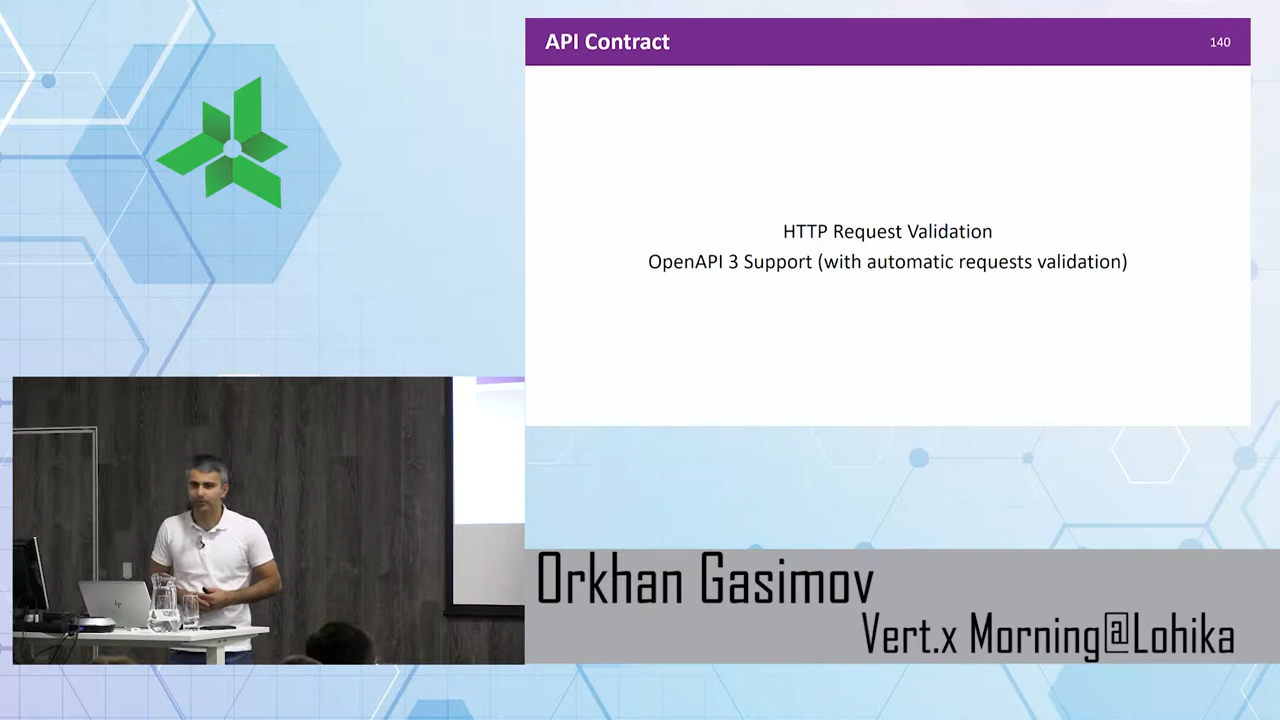 API Contract
140
HTTP Request Validation
OpenAPI 3 Support (with automatic requests validation)
Orkhan Gasimov
Vert.x Morning@Lohika